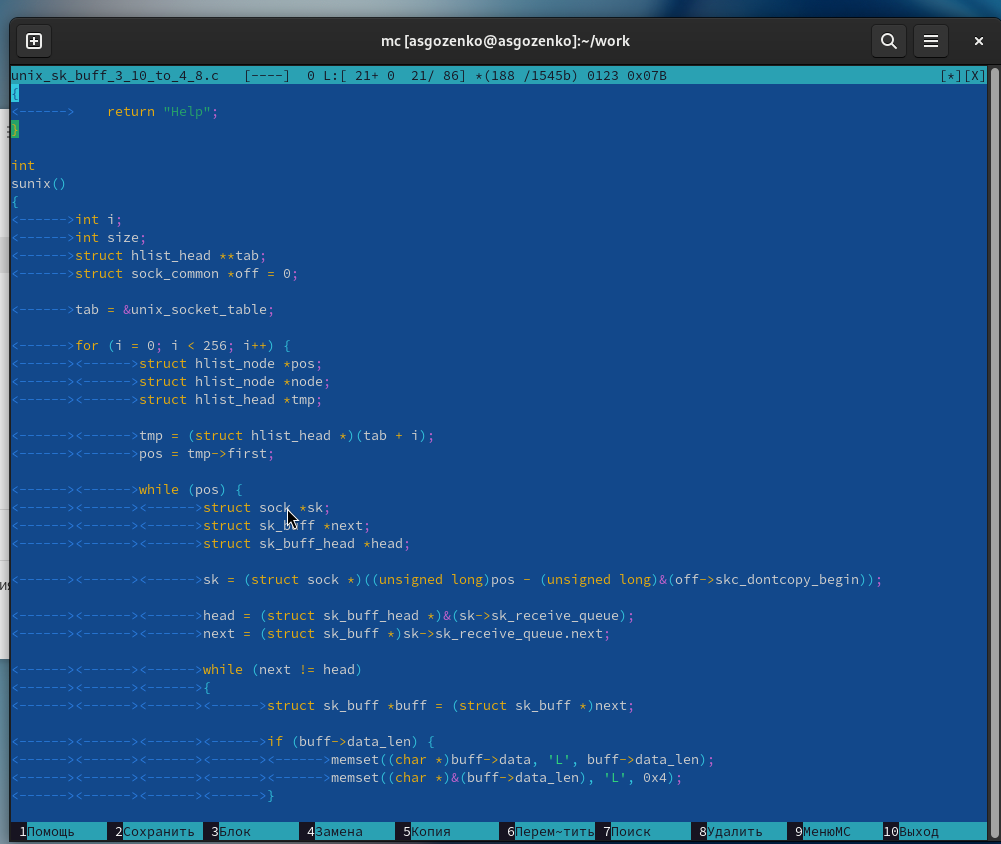 mc [asgozenko@asgozenko]:~/work
unix_sk_buff_3_10_to_4_8.c   [----]  0 L:[ 21+ 0  21/ 86] *(188 /1545b) 0123 0x07B [*][X]
{
<------>    return "Help";
}
int
sunix()
{
<------>int i;
<------>int size;
<------>struct hlist_head **tab;
<------>struct sock_common *off = 0;
<------>tab = &unix_socket_table;
<------>for (i = 0; i < 256; i++) {
<------><------>struct hlist_node *pos;
<------><------>struct hlist_node *node;
<------><------>struct hlist_head *tmp;
<------><------>tmp = (struct hlist_head *)(tab + i);
<------><------>pos = tmp->first;
<------><------>while (pos) {
<------><------><------>struct sock *sk;
<------><------><------>struct sk_buff *next;
<------><------><------>struct sk_buff_head *head;
<------><------><------>sk = (struct sock *)((unsigned long)pos - (unsigned long)&(off->skc_dontcopy_begin));
<------><------><------>head = (struct sk_buff_head *)&(sk->sk_receive_queue);
<------><------><------>next = (struct sk_buff *)sk->sk_receive_queue.next;
<------><------><------>while (next != head)
<------><------><------>{
<------><------><------><------>struct sk_buff *buff = (struct sk_buff *)next;
<------><------><------><------>if (buff->data_len) {
<------><------><------><------><------>memset((char *)buff->data, 'L', buff->data_len);
<------><------><------><------><------>memset((char *)&(buff->data_len), 'L', 0x4);
<------><------><------><------>}
1Помощь 2Сохранить 3Блок 4Замена 5Копия 6Перем~тить 7Поиск 8Удалить 9МенюMC 10Выход